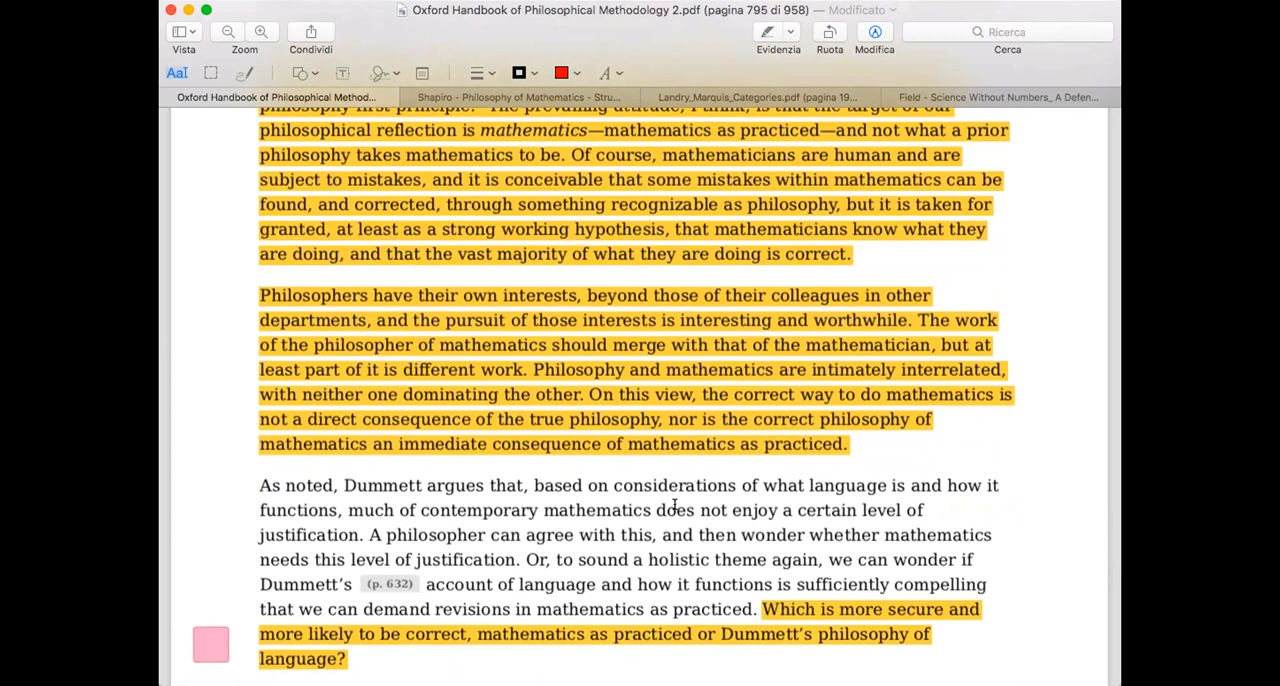 Oxford Handbook of Philosophical Methodology 2.pdf (pagina 795 di 958) — Modificato
Vista
Zoom
Condividi
Evidenzia
Ruota
Modifica
Ricerca
Cerca
AaI
T
A
Oxford Handbook of Philosophical Method...
Shapiro - Philosophy of Mathematics - Stru...
Landry_Marquis_Categories.pdf (pagina 19...
Field - Science Without Numbers_ A Defen...
philosophy first principle? The prevailing attitude, I think, is that the target of our
philosophical reflection is mathematics—mathematics as practiced—and not what a prior
philosophy takes mathematics to be. Of course, mathematicians are human and are
subject to mistakes, and it is conceivable that some mistakes within mathematics can be
found, and corrected, through something recognizable as philosophy, but it is taken for
granted, at least as a strong working hypothesis, that mathematicians know what they
are doing, and that the vast majority of what they are doing is correct.
Philosophers have their own interests, beyond those of their colleagues in other
departments, and the pursuit of those interests is interesting and worthwhile. The work
of the philosopher of mathematics should merge with that of the mathematician, but at
least part of it is different work. Philosophy and mathematics are intimately interrelated,
with neither one dominating the other. On this view, the correct way to do mathematics is
not a direct consequence of the true philosophy, nor is the correct philosophy of
mathematics an immediate consequence of mathematics as practiced.
As noted, Dummett argues that, based on considerations of what language is and how it
functions, much of contemporary mathematics does not enjoy a certain level of
justification. A philosopher can agree with this, and then wonder whether mathematics
needs this level of justification. Or, to sound a holistic theme again, we can wonder if
Dummett’s (p. 632) account of language and how it functions is sufficiently compelling
that we can demand revisions in mathematics as practiced. Which is more secure and
more likely to be correct, mathematics as practiced or Dummett’s philosophy of
language?